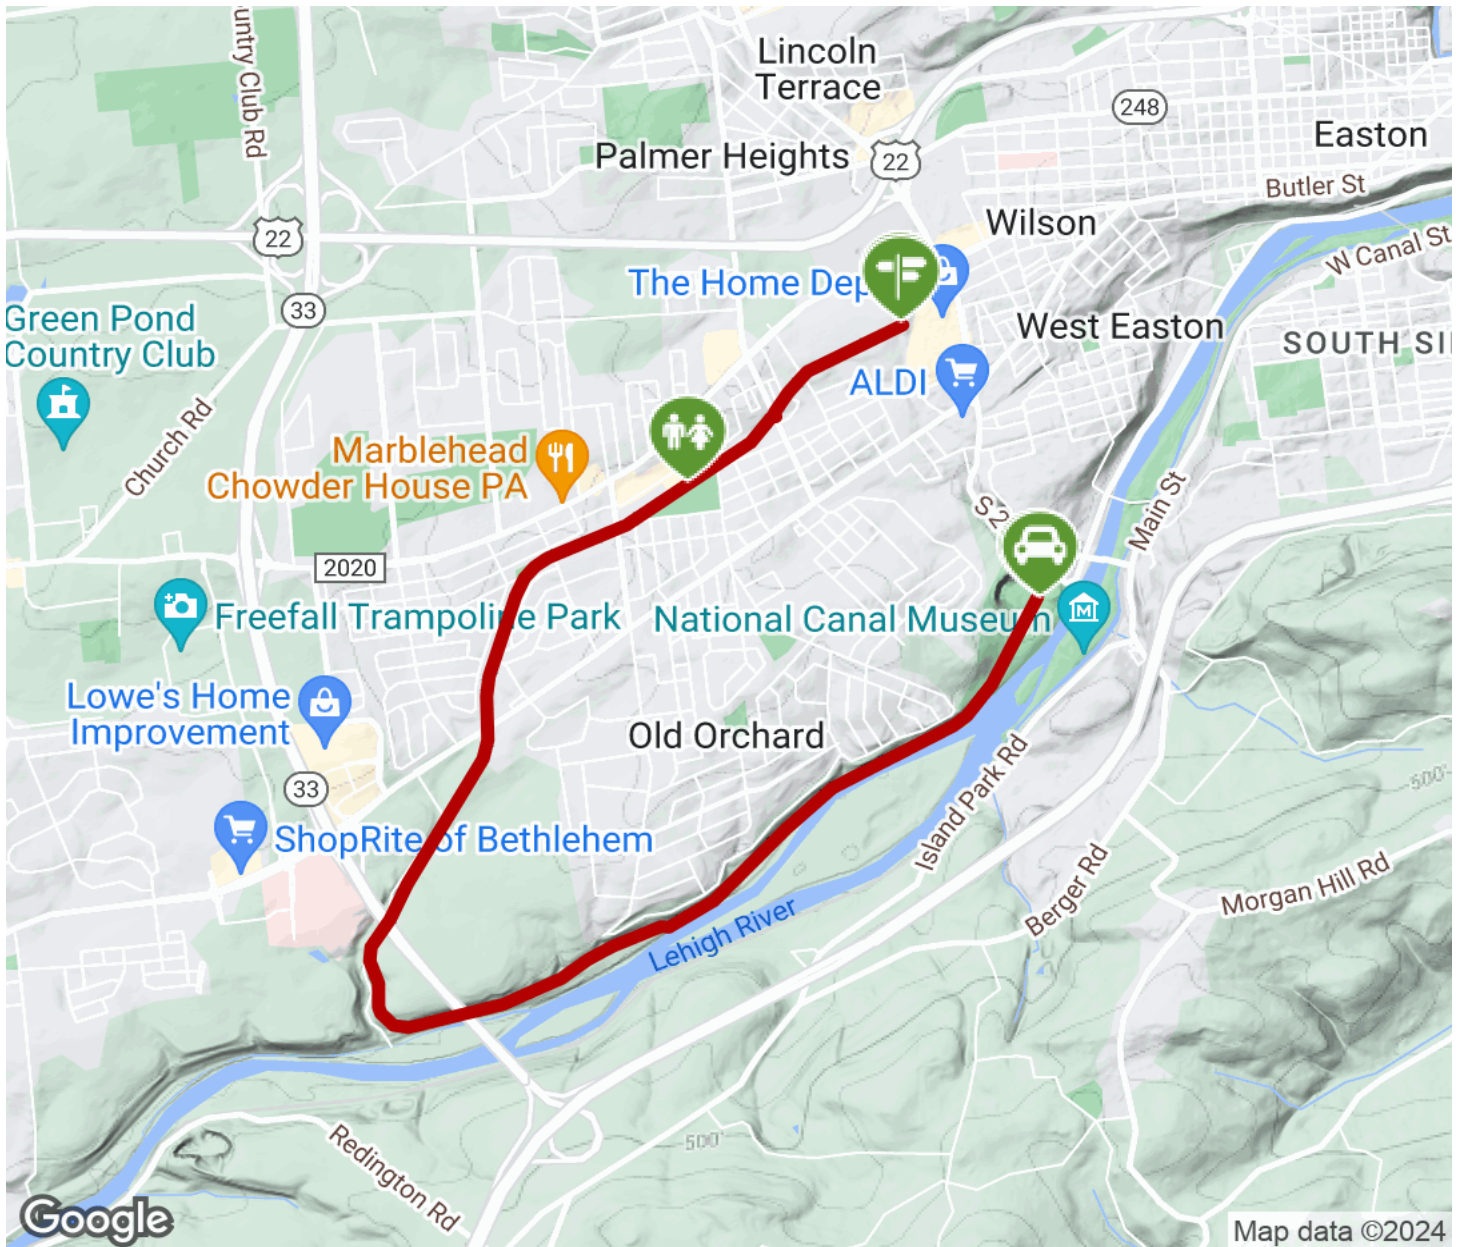 Lincoln
Terrace
untry Club Rd
248
Easton
Palmer Heights
22
Butler St
Wilson
22
W Canal St
The Home Dep
33
Green Pond
Country Club
West Easton
SOUTH SI
ALDI
Church Rd
Marblehead
Chowder House PA
S 2
Main St
2020
Freefall Trampoline Park
National Canal Museum
Lowe's Home
Improvement
Old Orchard
500'
33
Island Park Rd
ShopRite of Bethlehem
Berger Rd
Morgan Hill Rd
Lehigh River
500'
Redington Rd
Google
Map data ©2024